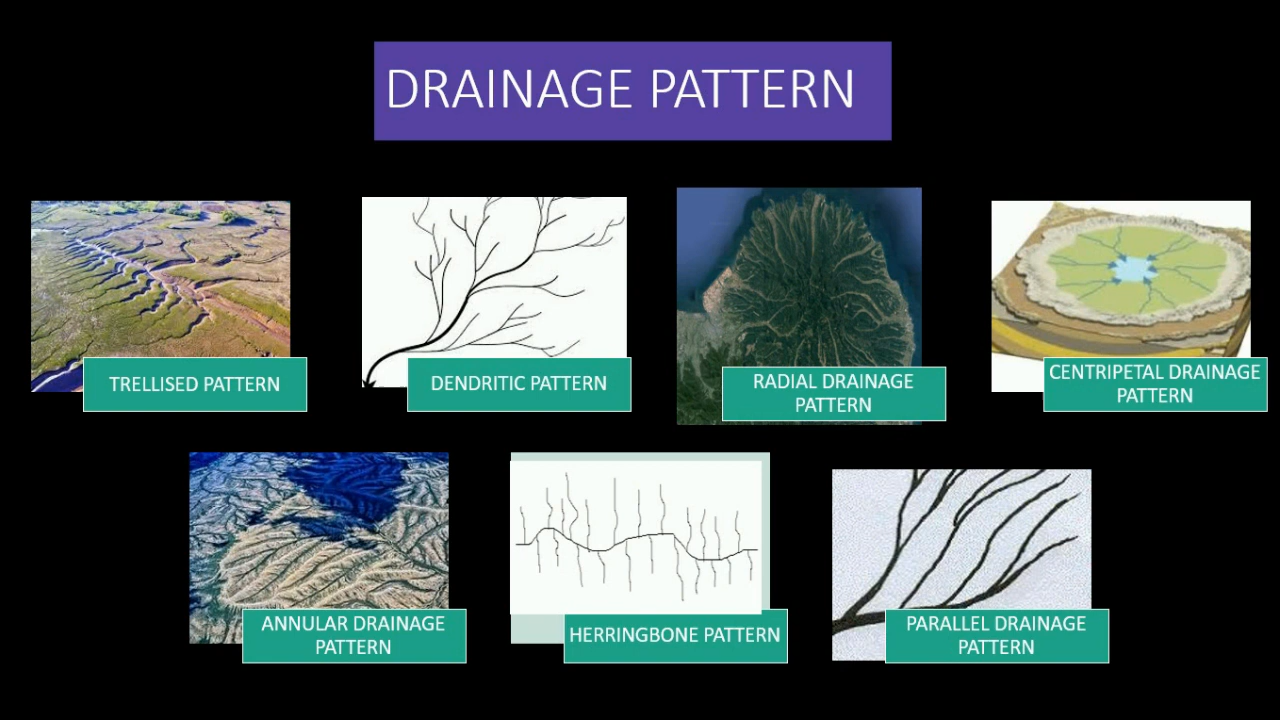 DRAINAGE PATTERN
TRELLISED PATTERN
DENDRITIC PATTERN
RADIAL DRAINAGE
PATTERN
CENTRIPETAL DRAINAGE
PATTERN
ANNULAR DRAINAGE
PATTERN
HERRINGBONE PATTERN
PARALLEL DRAINAGE
PATTERN